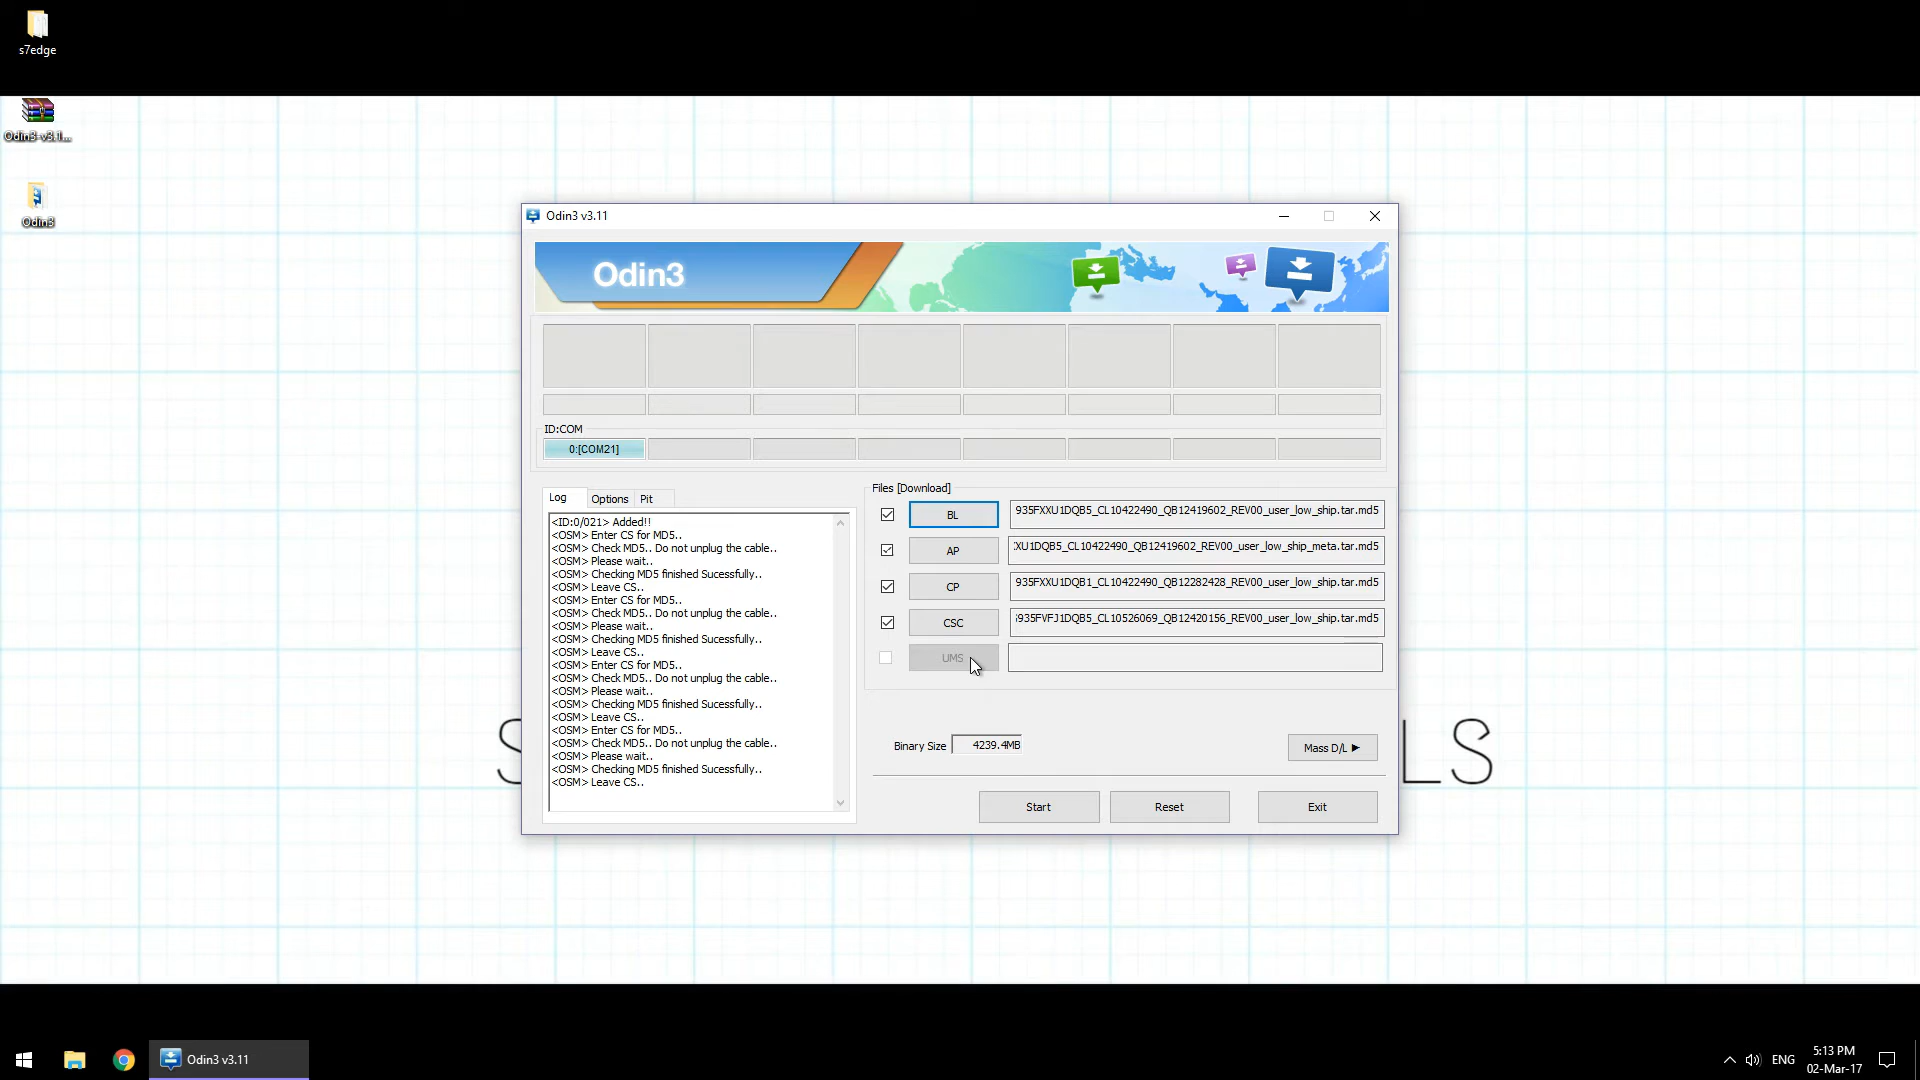 s7edge
Odin3-v3.1...
Odin3
Odin3 v3.11
Odin3
ID:COM
0:[COM21]
Log
Options
Pit
<ID:0/021> Added!!
<OSM> Enter CS for MD5..
<OSM> Check MD5.. Do not unplug the cable..
<OSM> Please wait..
<OSM> Checking MD5 finished Sucessfully..
<OSM> Leave CS..
<OSM> Enter CS for MD5..
<OSM> Check MD5.. Do not unplug the cable..
<OSM> Please wait..
<OSM> Checking MD5 finished Sucessfully..
<OSM> Leave CS..
<OSM> Enter CS for MD5..
<OSM> Check MD5.. Do not unplug the cable..
<OSM> Please wait..
<OSM> Checking MD5 finished Sucessfully..
<OSM> Leave CS..
<OSM> Enter CS for MD5..
<OSM> Check MD5.. Do not unplug the cable..
<OSM> Please wait..
<OSM> Checking MD5 finished Sucessfully..
<OSM> Leave CS..
Files [Download]
BL
935FXXU1DQB5_CL10422490_QB12419602_REV00_user_low_ship.tar.md5
AP
XU1DQB5_CL10422490_QB12419602_REV00_user_low_ship_meta.tar.md5
CP
935FXXU1DQB1_CL10422490_QB12282428_REV00_user_low_ship.tar.md5
CSC
935FVFJ1DQB5_CL10526069_QB12420156_REV00_user_low_ship.tar.md5
UMS
Binary Size
4239.4MB
Mass D/L ▶
Start
Reset
Exit
S
LS
Odin3 v3.11
ENG
5:13 PM
02-Mar-17